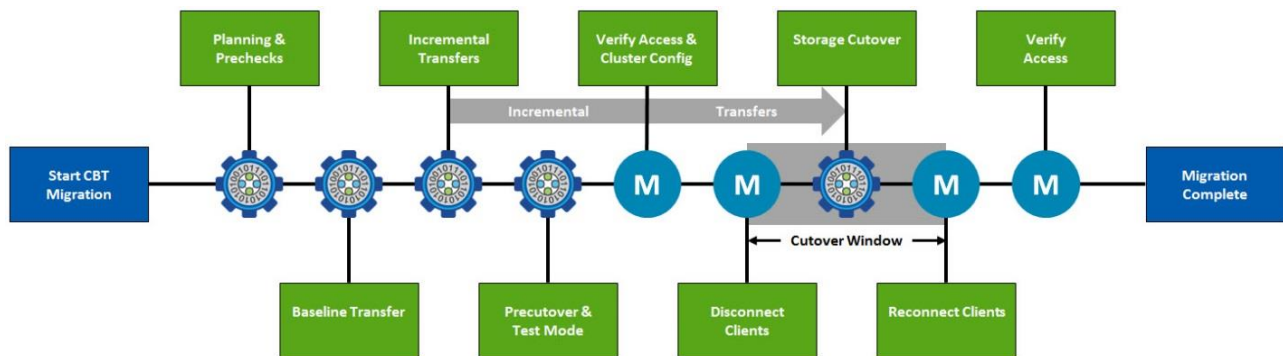 Planning &
Prechecks
Incremental
Transfers
Verify Access &
Cluster Config
Storage Cutover
Verify
Access
Incremental
Transfers
Start CBT
Migration
M
M
M
M
Migration
Complete
Cutover Window
Baseline Transfer
Precutover &
Test Mode
Disconnect
Clients
Reconnect Clients